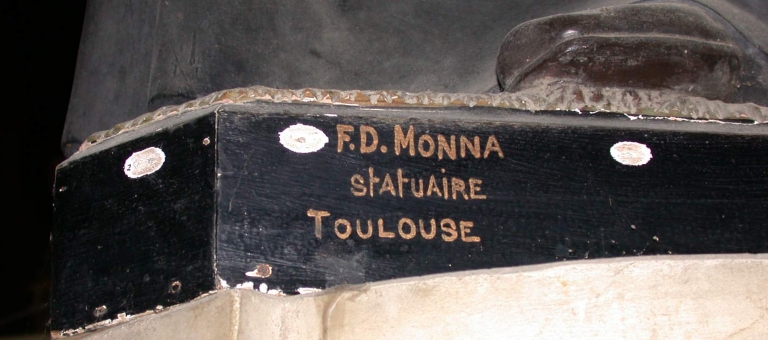 F.D. MONNA
StAtUAIRE
TOULOUSE